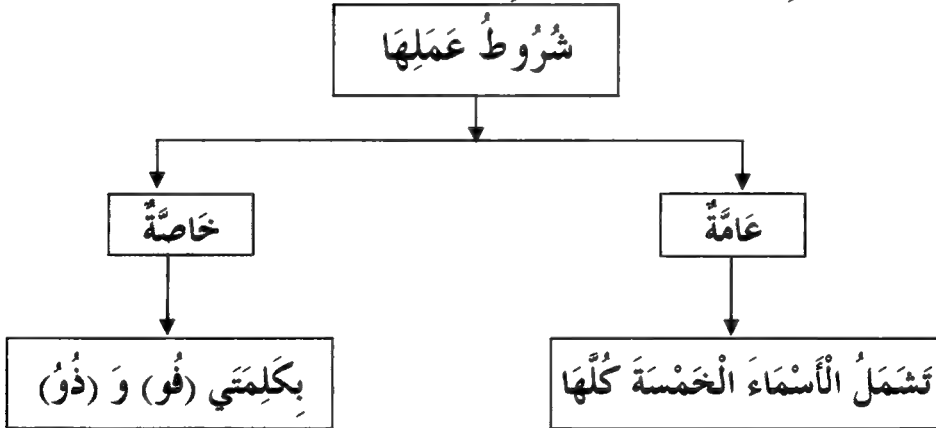 شُرُوطُ عَمَلِهَا
عَامَّةٌ
خَاصَّةٌ
تَشْمَلُ الْأَسْمَاءَ الْخَمْسَةَ كُلَّهَا
بِكَلِمَتَي (فُو) وَ (ذُوُ)